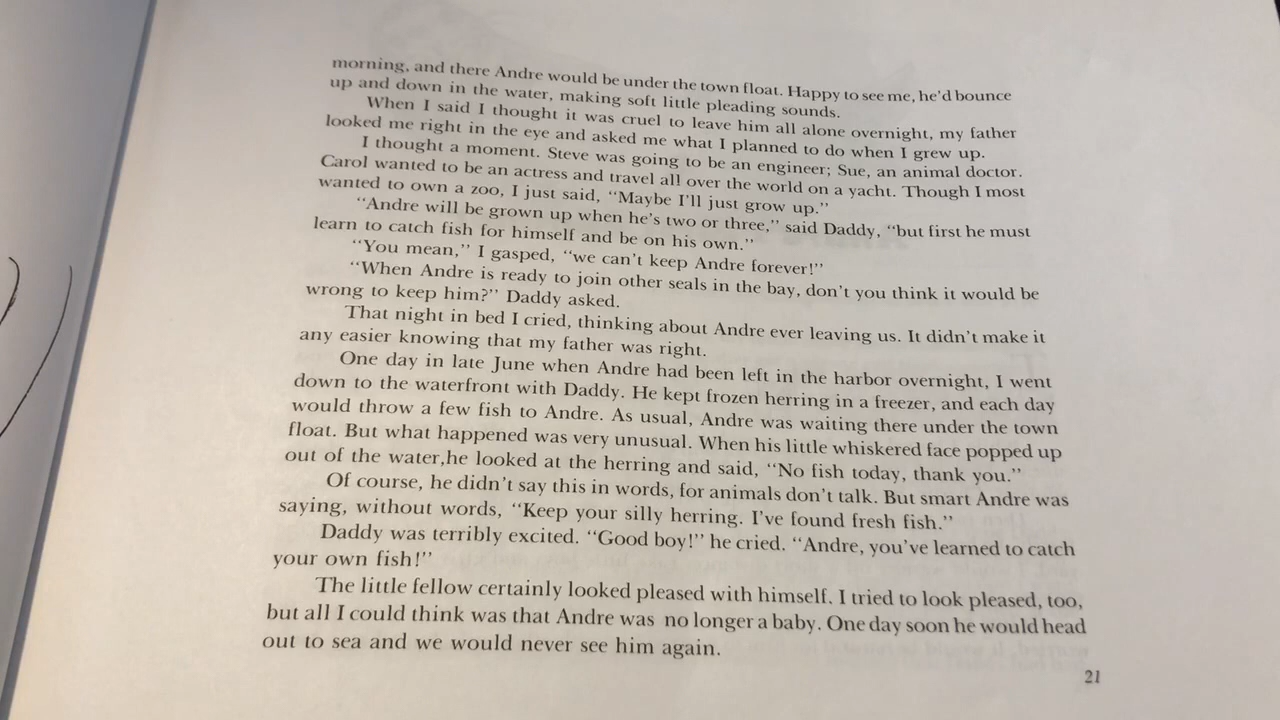 morning, and there Andre would be under the town float. Happy to see me, he'd bounce
up and down in the water, making soft little pleading sounds.
When I said I thought it was cruel to leave him all alone overnight, my father
looked me right in the eye and asked me what I planned to do when I grew up.
I thought a moment. Steve was going to be an engineer; Sue, an animal doctor.
Carol wanted to be an actress and travel all over the world on a yacht. Though I most
wanted to own a zoo, I just said, "Maybe I'll just grow up."
"Andre will be grown up when he's two or three," said Daddy, "but first he must
learn to catch fish for himself and be on his own."
"You mean," I gasped, "we can't keep Andre forever!"
"When Andre is ready to join other seals in the bay, don't you think it would be
wrong to keep him?" Daddy asked.
That night in bed I cried, thinking about Andre ever leaving us. It didn't make it
any easier knowing that my father was right.
One day in late June when Andre had been left in the harbor overnight, I went
down to the waterfront with Daddy. He kept frozen herring in a freezer, and each day
would throw a few fish to Andre. As usual, Andre was waiting there under the town
float. But what happened was very unusual. When his little whiskered face popped up
out of the water,he looked at the herring and said, "No fish today, thank you."
Of course, he didn't say this in words, for animals don't talk. But smart Andre was
saying, without words, "Keep your silly herring. I've found fresh fish."
Daddy was terribly excited. "Good boy!" he cried. "Andre, you've learned to catch
your own fish!"
The little fellow certainly looked pleased with himself. I tried to look pleased, too,
but all I could think was that Andre was no longer a baby. One day soon he would head
out to sea and we would never see him again.
21